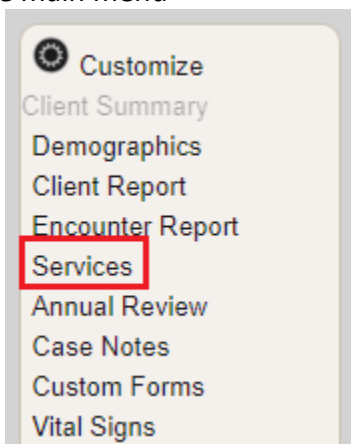 main menu
Customize
Client Summary
Demographics
Client Report
Encounter Report
Services
Annual Review
Case Notes
Custom Forms
Vital Signs